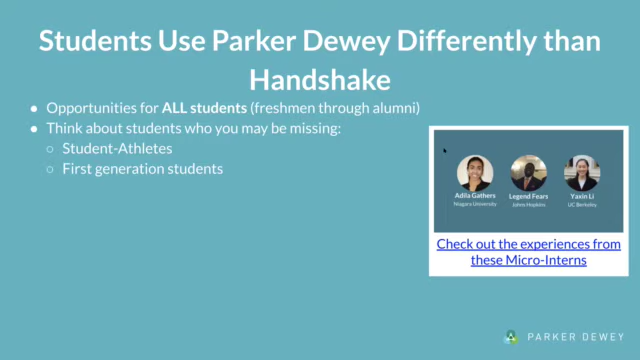 Students Use Parker Dewey Differently than
Handshake
● Opportunities for ALL students (freshmen through alumni)
● Think about students who you may be missing:
○ Student-Athletes
○ First generation students
Adila Gathers
Niagara University
Legend Fears
Johns Hopkins
Yaxin Li
UC Berkeley
Check out the experiences from
these Micro-Interns
PARKER DEWEY